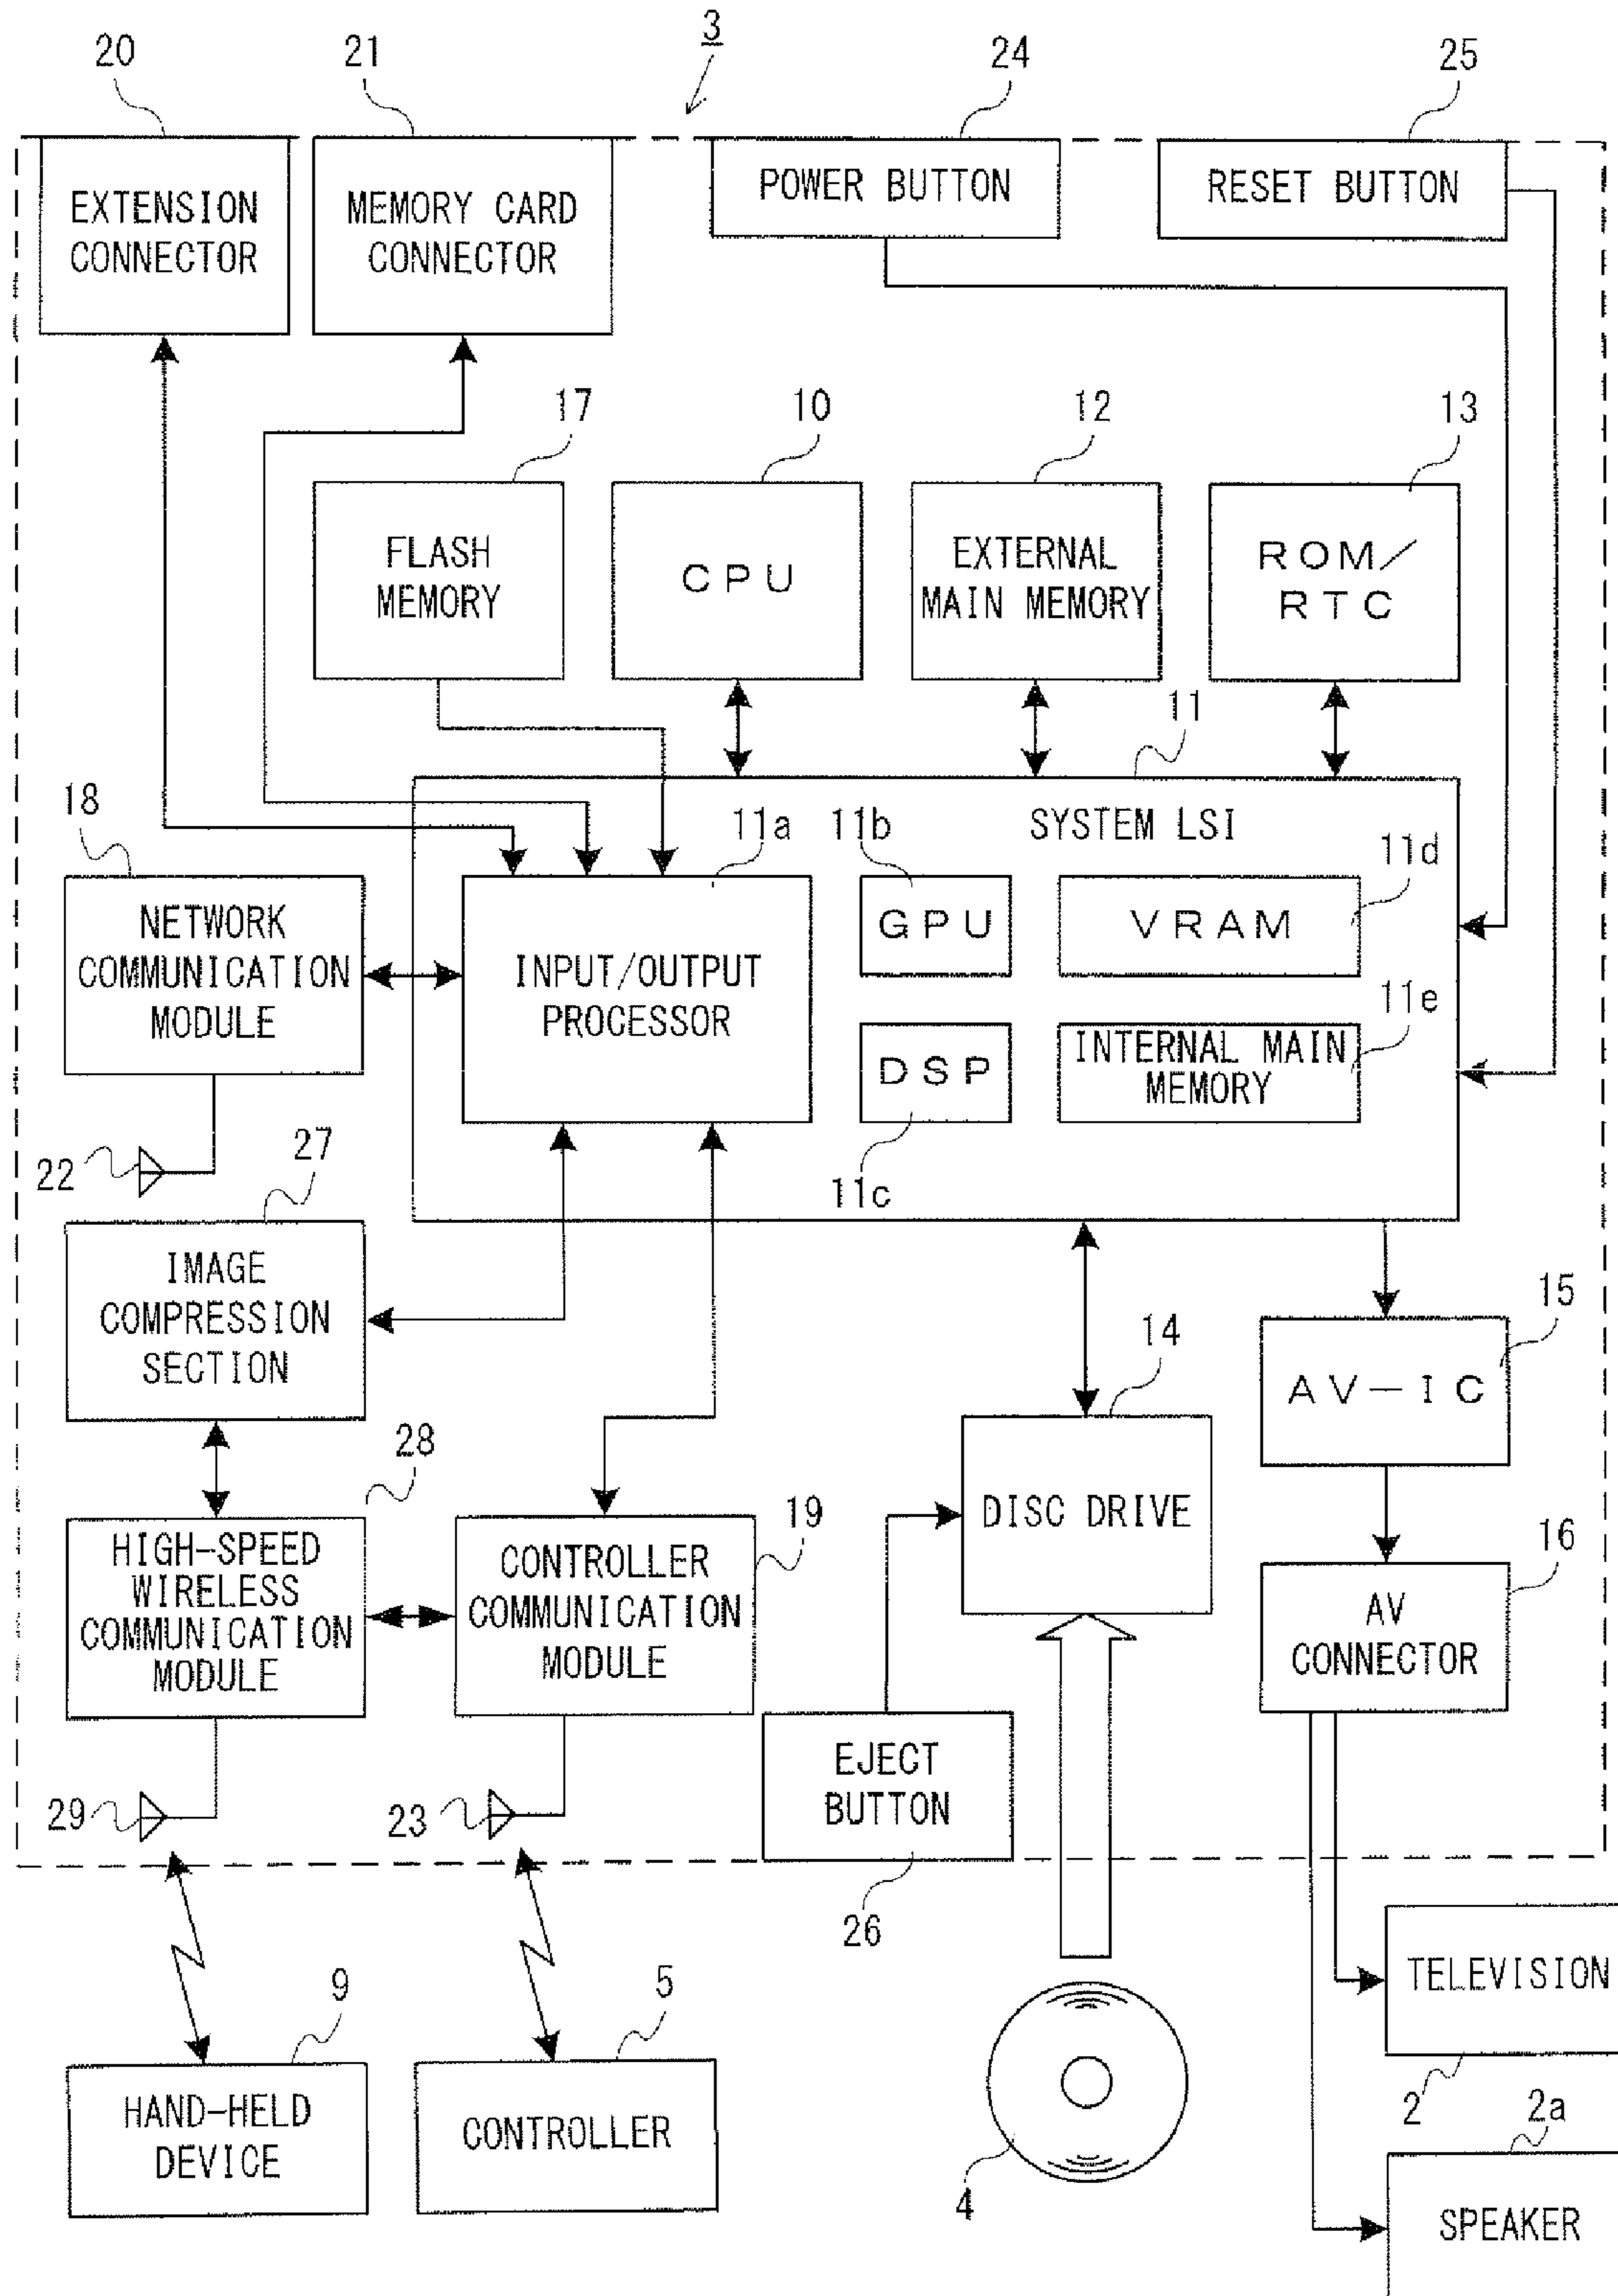 3
20
21
24
25
EXTENSION
CONNECTOR
MEMORY CARD
CONNECTOR
POWER BUTTON
RESET BUTTON
17
10
12
13
FLASH
MEMORY
CPU
EXTERNAL
MAIN MEMORY
ROM/
RTC
11
SYSTEM LSI
18
11a
11b
11d
NETWORK
COMMUNICATION
MODULE
INPUT/OUTPUT
PROCESSOR
GPU
VRAM
11e
DSP
INTERNAL MAIN
MEMORY
11c
22
27
IMAGE
COMPRESSION
SECTION
15
AV-IC
14
28
DISC DRIVE
HIGH-SPEED
WIRELESS
COMMUNICATION
MODULE
19
CONTROLLER
COMMUNICATION
MODULE
16
AV
CONNECTOR
EJECT
BUTTON
29
23
26
TELEVISION
2
9
HAND-HELD
DEVICE
5
CONTROLLER
4
2a
SPEAKER